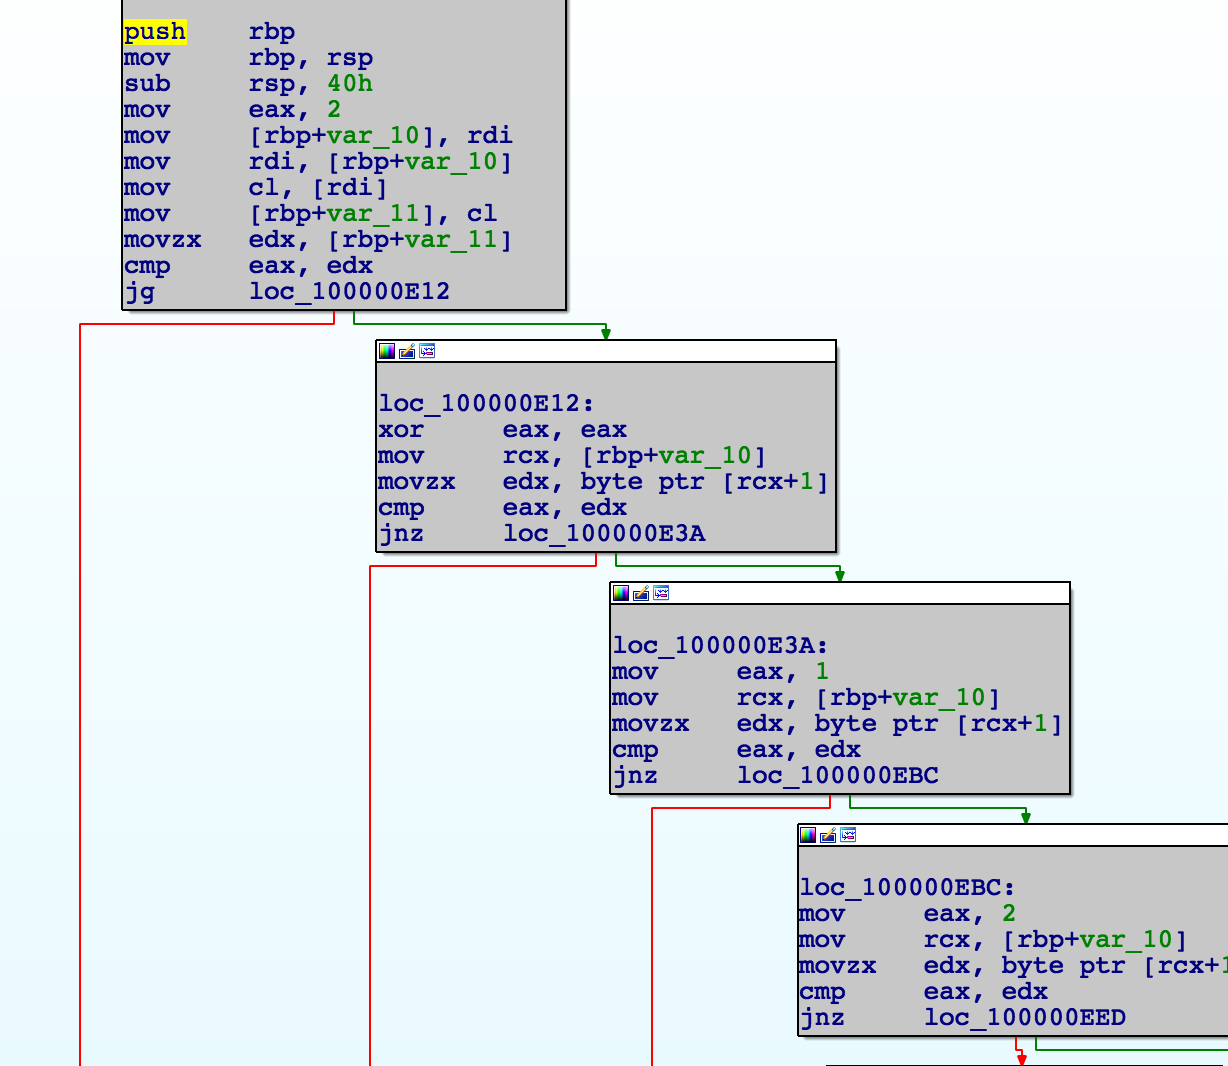 push rbp
mov rbp, rsp
sub rsp, 40h
mov eax, 2
mov [rbp+var_10], rdi
mov rdi, [rbp+var_10]
mov cl, [rdi]
mov [rbp+var_11], cl
movzx edx, [rbp+var_11]
cmp eax, edx
jg loc_100000E12
loc_100000E12:
xor eax, eax
mov rcx, [rbp+var_10]
movzx edx, byte ptr [rcx+1]
cmp eax, edx
jnz loc_100000E3A
loc_100000E3A:
mov eax, 1
mov rcx, [rbp+var_10]
movzx edx, byte ptr [rcx+1]
cmp eax, edx
jnz loc_100000EBC
loc_100000EBC:
mov eax, 2
mov rcx, [rbp+var_10]
movzx edx, byte ptr [rcx+1
cmp eax, edx
jnz loc_100000EED